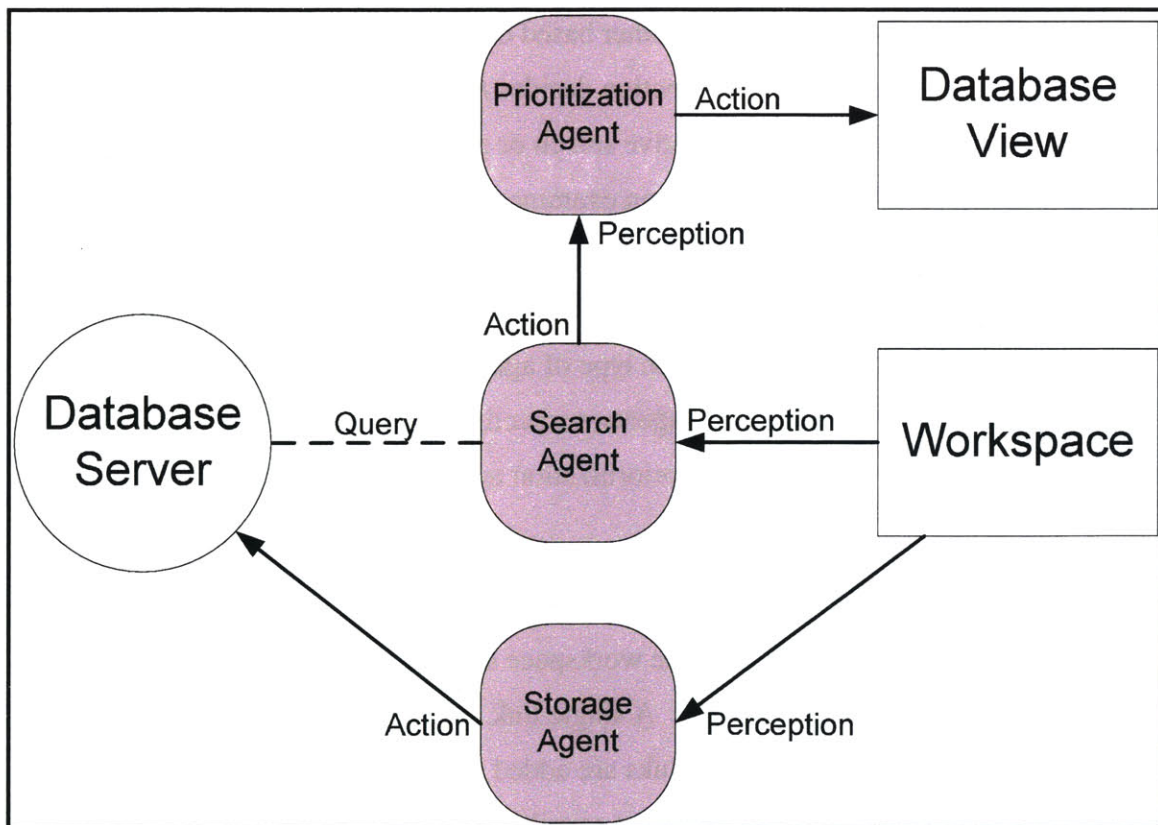 Prioritization
Agent
Action
Database
View
Perception
Action
Database
Server
Query
Search
Agent
Perception
Workspace
Action
Storage
Agent
Perception